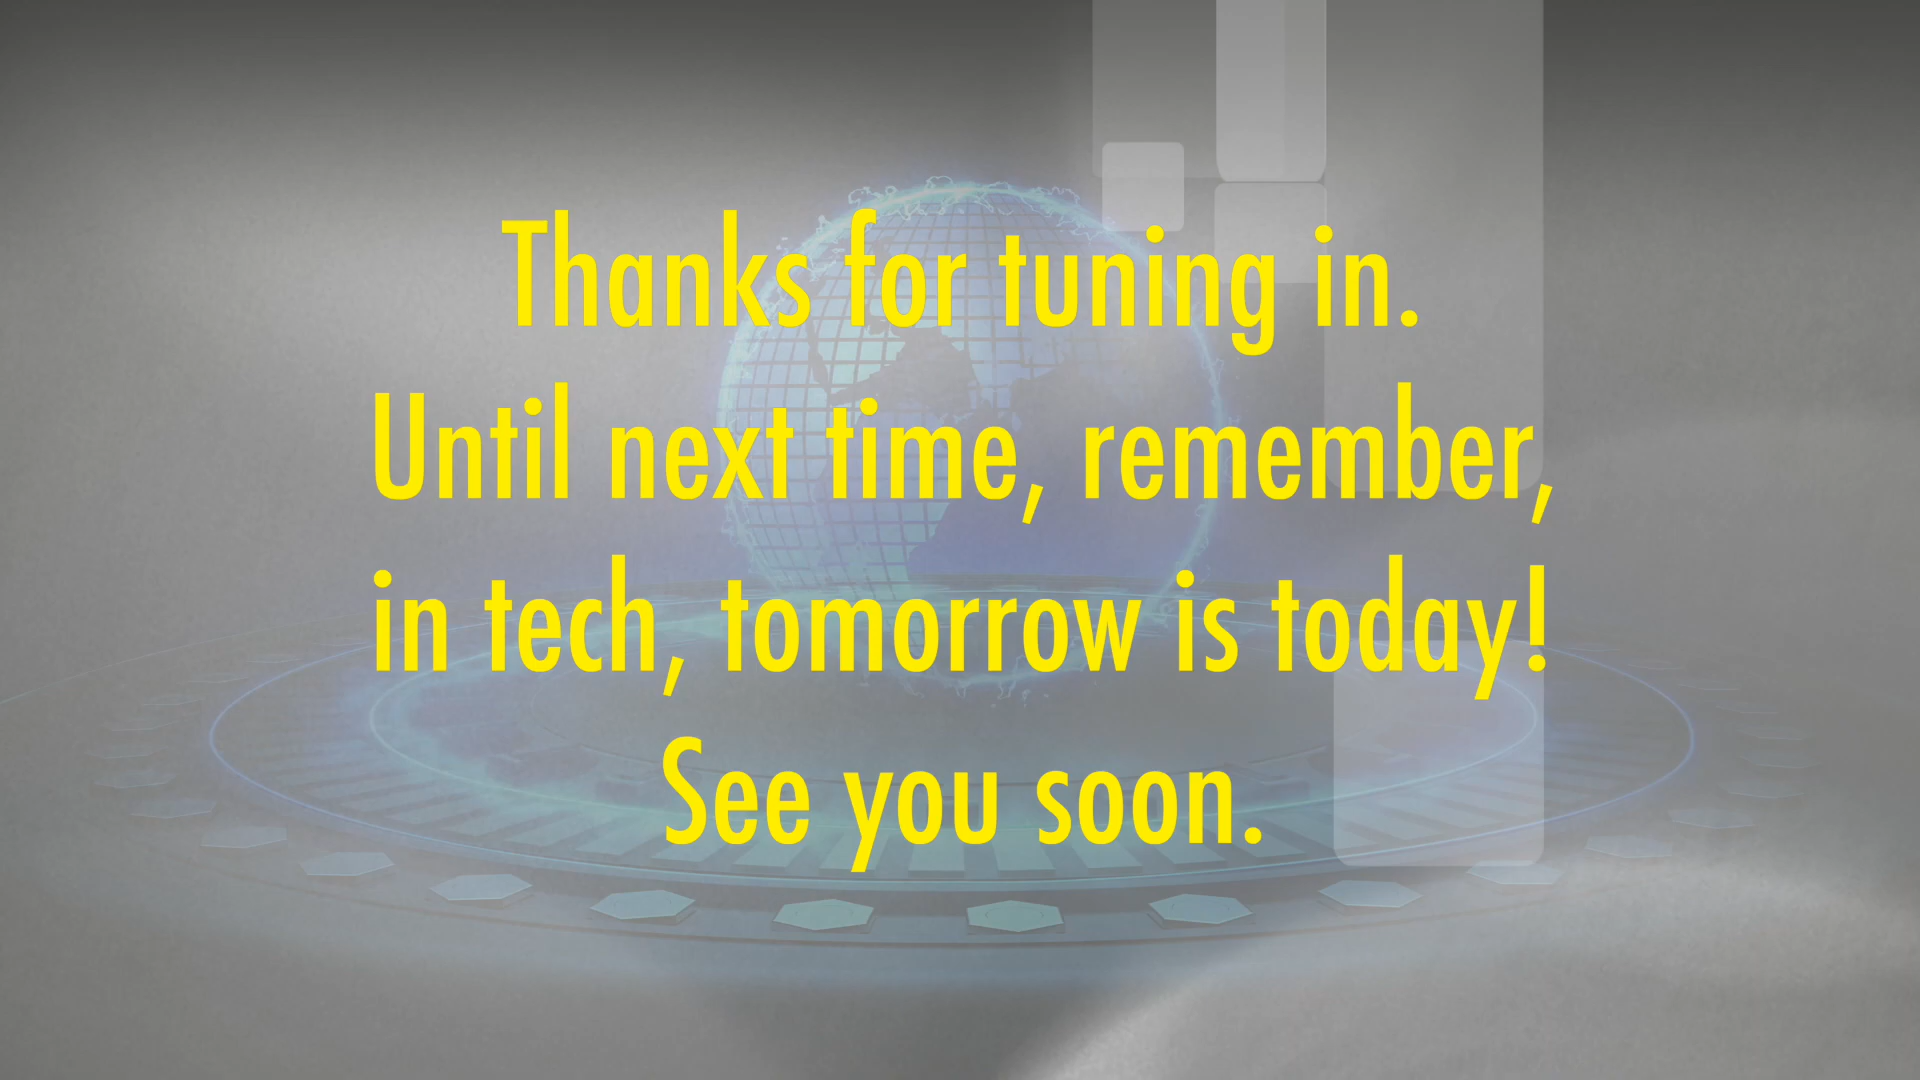 Thanks for tuning in.
Until next time, remember,
in tech, tomorrow is today!
See you soon.